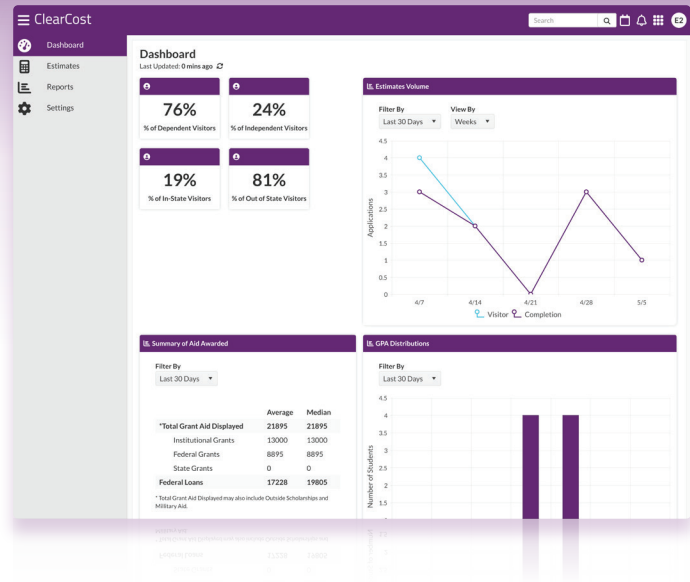 ClearCost
Search
E2
Dashboard
Estimates
Reports
Settings
Dashboard
Last Updated: 0 mins ago
76%
% of Dependent Visitors
24%
% of Independent Visitors
19%
% of In-State Visitors
81%
% of Out of State Visitors
Estimates Volume
Filter By
View By
Last 30 Days
Weeks
4.5
4
3.5
3
2.5
2
1.5
1
0.5
0
Applications
4/7
4/14
4/21
4/28
5/5
Visitor
Completion
Summary of Aid Awarded
Filter By
Last 30 Days
Average Median
*Total Grant Aid Displayed 21895 21895
Institutional Grants 13000 13000
Federal Grants 8895 8895
State Grants 0 0
Federal Loans 17228 19805
* Total Grant Aid Displayed may also include Outside Scholarships and
Millitary Aid.
GPA Distributions
Filter By
Last 30 Days
4.5
4
3.5
3
2.5
2
1.5
Number of Students